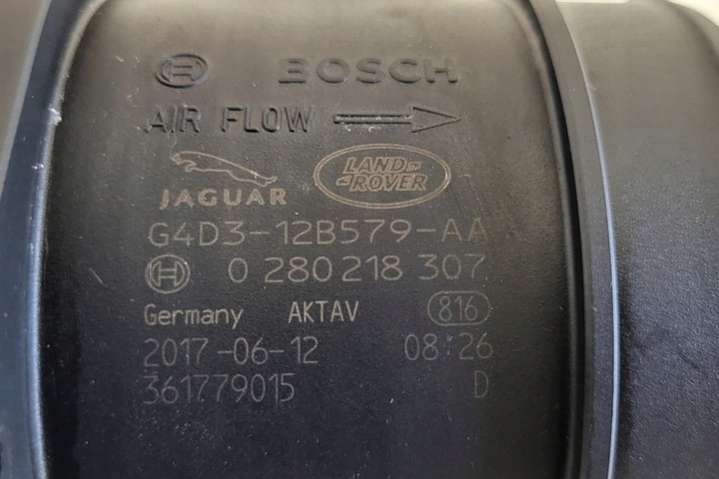 BOSCH
AIR FLOW
JAGUAR
LAND
ROVER
G4D3-12B579-AA
0 280 218 307
Germany AKTAV 816
2017-06-12 08:26
361779015 D